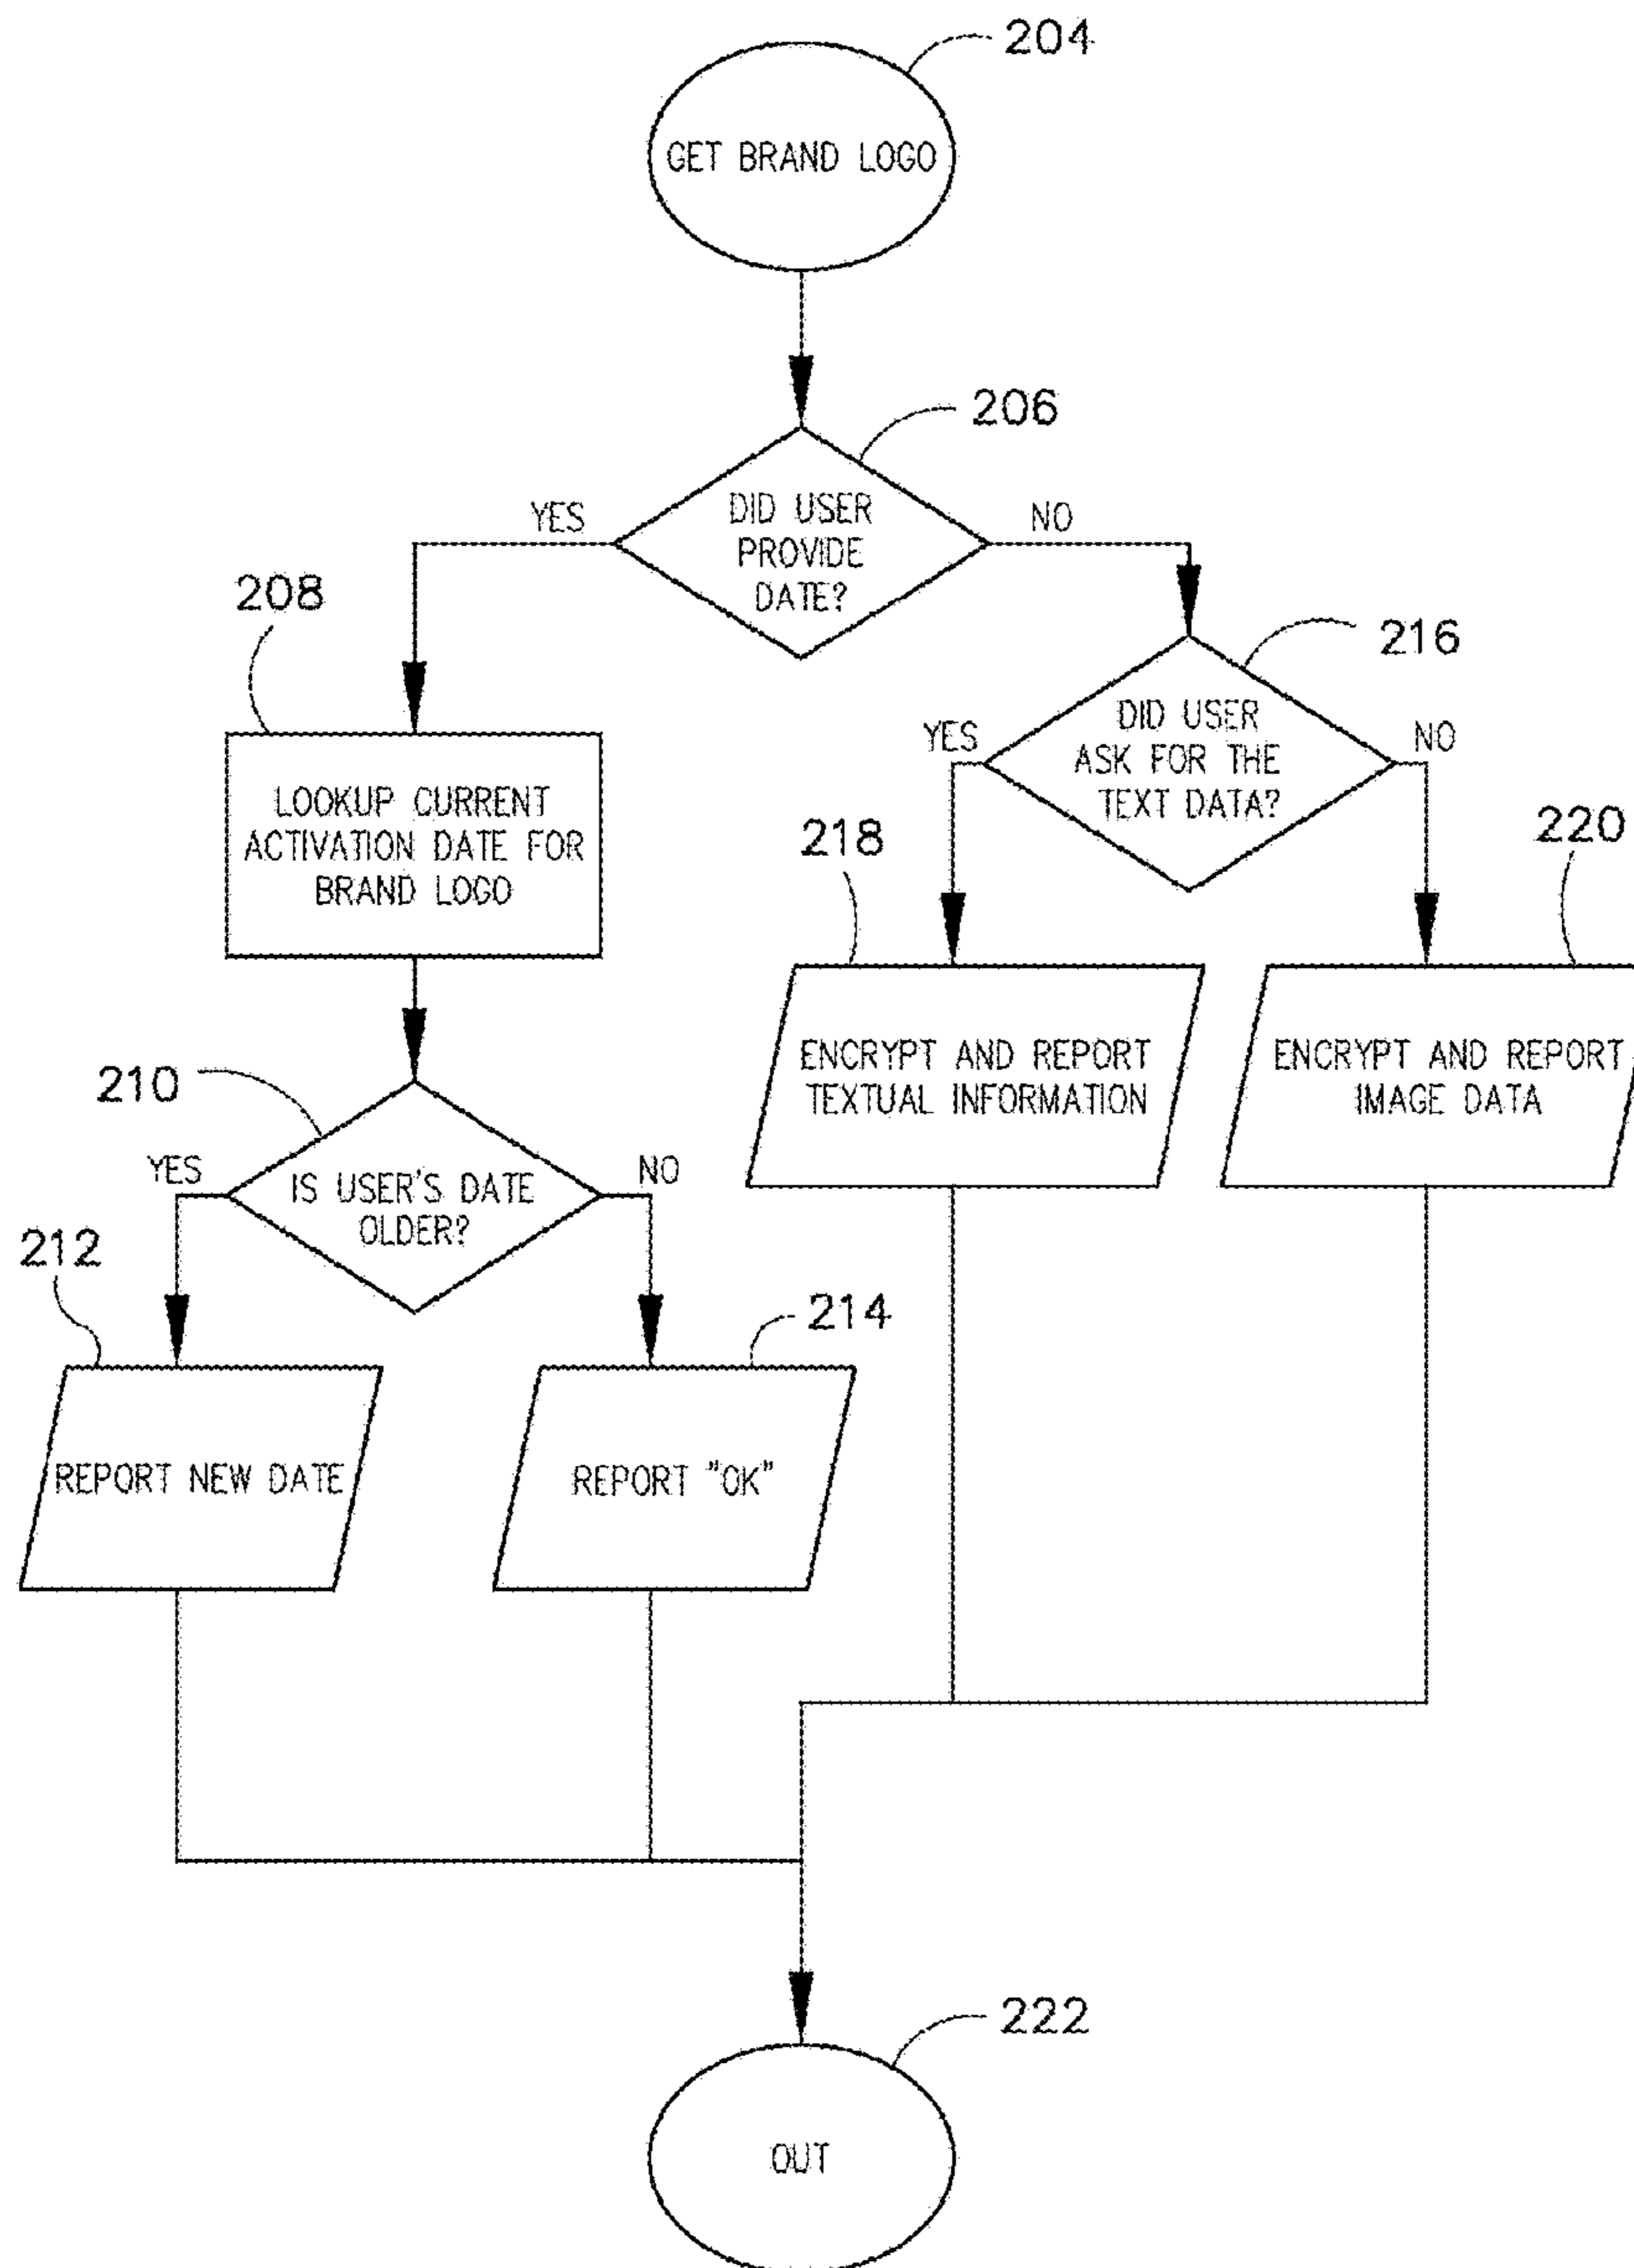 204
GET BRAND LOGO
206
DID USER
PROVIDE
DATE?
YES
NO
208
LOOKUP CURRENT
ACTIVATION DATE FOR
BRAND LOGO
216
DID USER
ASK FOR THE
TEXT DATA?
YES
NO
218
ENCRYPT AND REPORT
TEXTUAL INFORMATION
220
ENCRYPT AND REPORT
IMAGE DATA
210
IS USER'S DATE
OLDER?
YES
NO
212
REPORT NEW DATE
214
REPORT "OK"
222
OUT